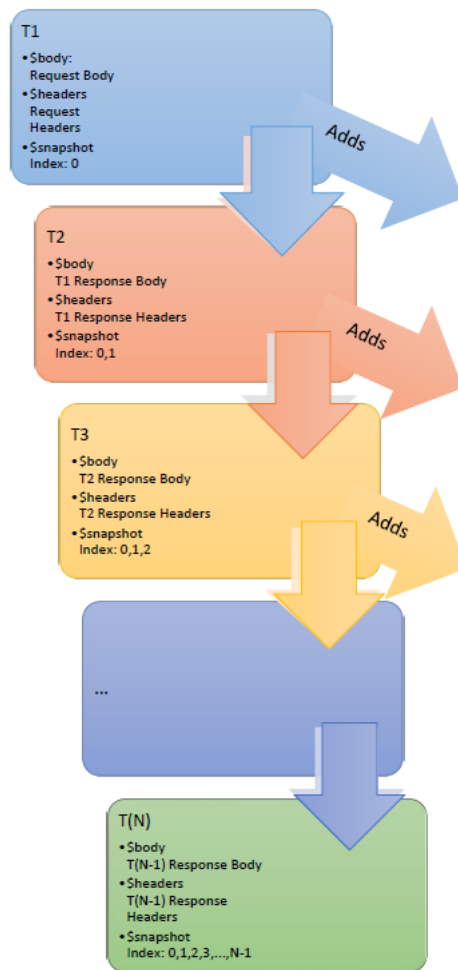 T1
•$body:
Request Body
•$headers
Request
Headers
•$snapshot
Index: 0
Adds
T2
•$body
T1 Response Body
•$headers
T1 Response Headers
•$snapshot
Index: 0,1
Adds
T3
•$body
T2 Response Body
•$headers
T2 Response Headers
•$snapshot
Index: 0,1,2
Adds
...
T(N)
•$body
T(N-1) Response Body
•$headers
T(N-1) Response
Headers
•$snapshot
Index: 0,1,2,3,...,N-1